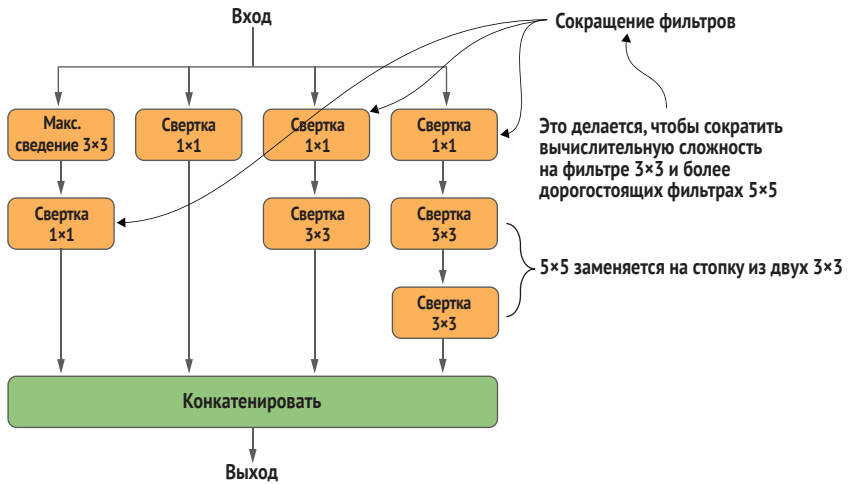 Вход
Сокращение фильтров
Макс.
сведение 3×3
Свертка
1×1
Свертка
1×1
Свертка
1×1
Это делается, чтобы сократить
вычислительную сложность
на фильтре 3×3 и более
дорогостоящих фильтрах 5×5
Свертка
1×1
Свертка
3×3
Свертка
3×3
5×5 заменяется на стопку из двух 3×3
Свертка
3×3
Конкатенировать
Выход